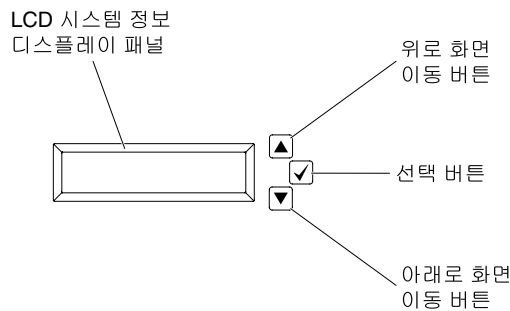 LCD 시스템 정보
디스플레이 패널
위로 화면
이동 버튼
선택 버튼
아래로 화면
이동 버튼